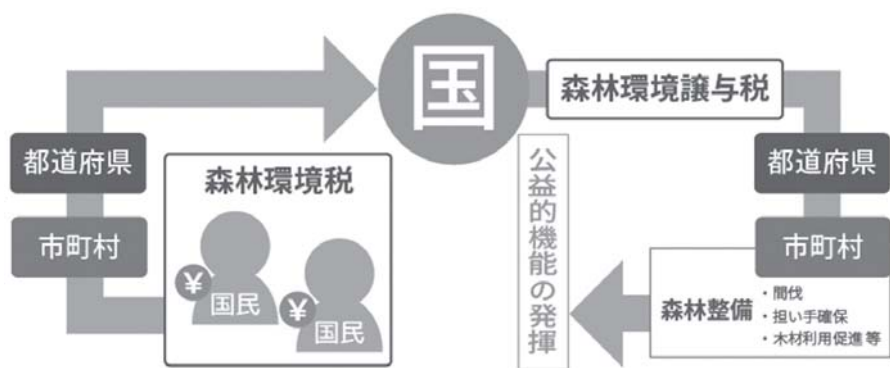 国
森林環境譲与税
都道府県
市町村
森林環境税
¥
国民
¥
国民
公益的機能の発揮
都道府県
市町村
森林整備
・間伐
・担い手確保
・木材利用促進 等